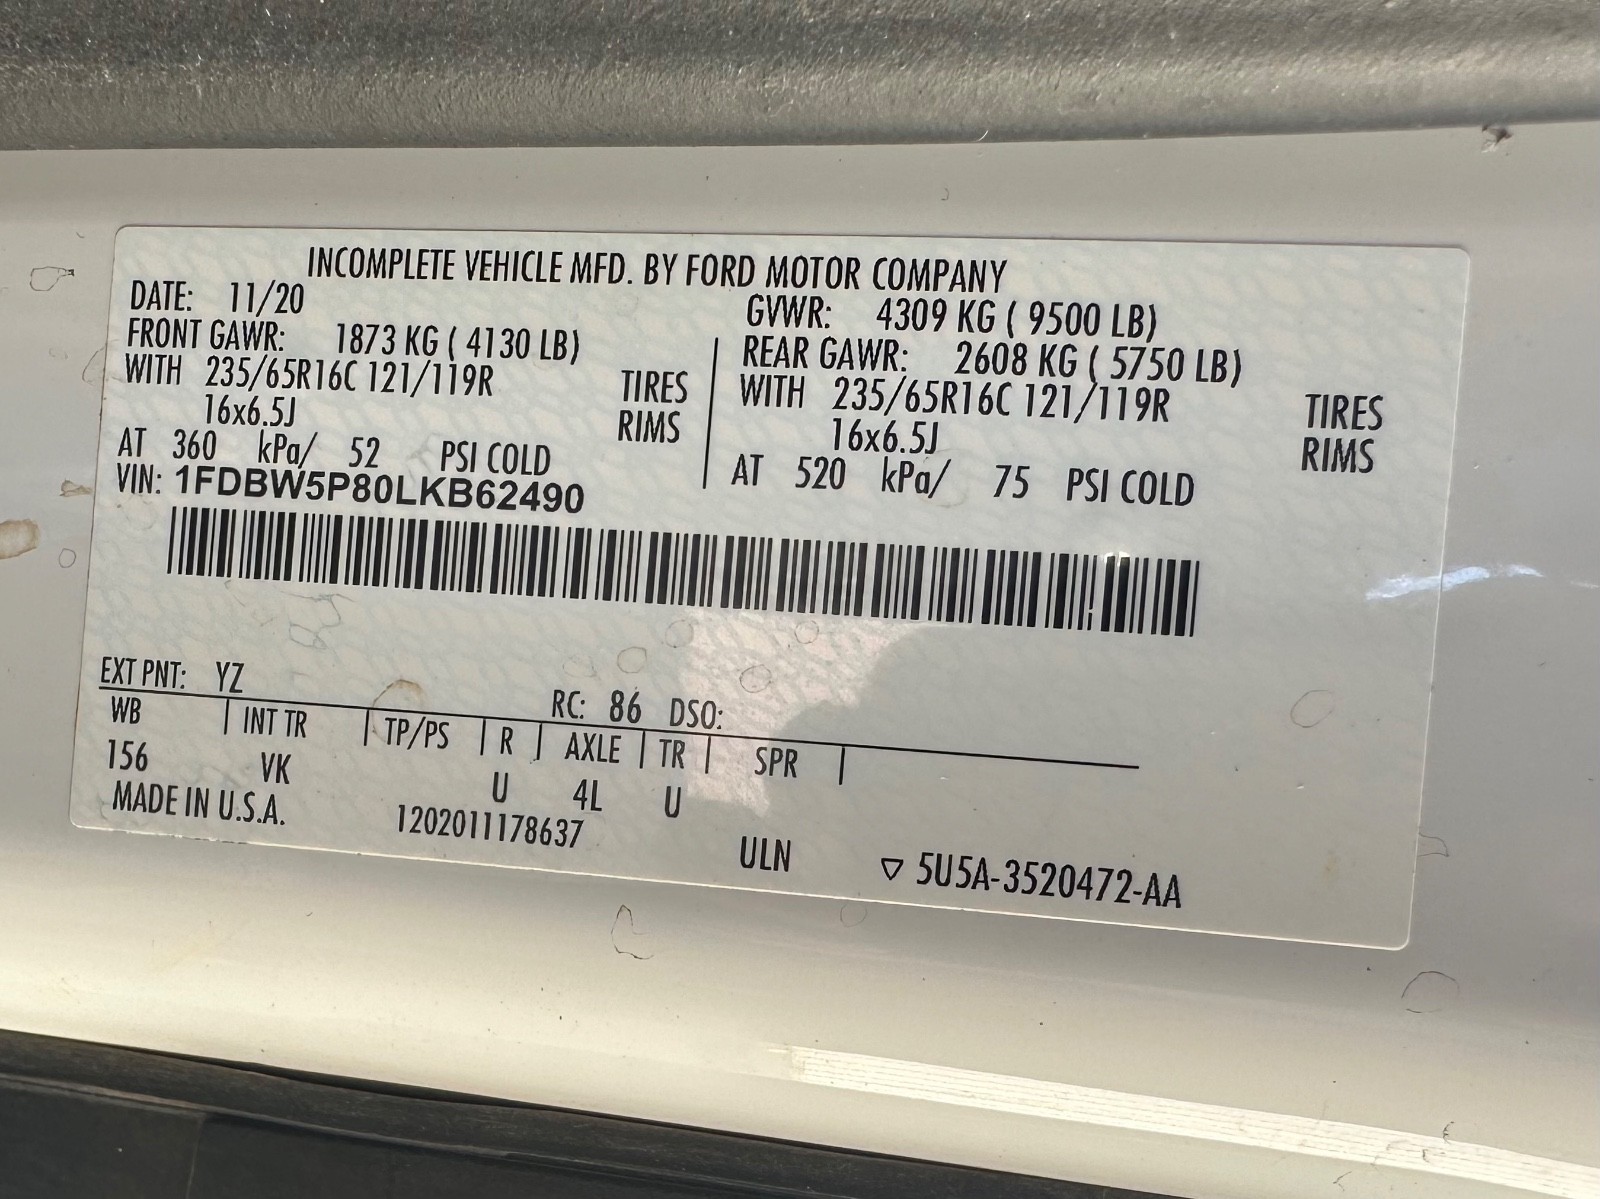 INCOMPLETE VEHICLE MFD. BY FORD MOTOR COMPANY
DATE: 11/20 GVWR: 4309 KG ( 9500 LB)
FRONT GAWR: 1873 KG ( 4130 LB) REAR GAWR: 2608 KG ( 5750 LB)
WITH 235/65R16C 121/119R TIRES WITH 235/65R16C 121/119R TIRES
16x6.5J RIMS 16x6.5J RIMS
AT 360 kPa/ 52 PSI COLD AT 520 kPa/ 75 PSI COLD
VIN: 1FDBW5P80LKB62490
EXT PNT: YZ RC: 86 DSO:
WB INT TR TP/PS R AXLE TR SPR
156 VK U 4L U
MADE IN U.S.A. 1202011178637 ULN ▽ 5U5A-3520472-AA